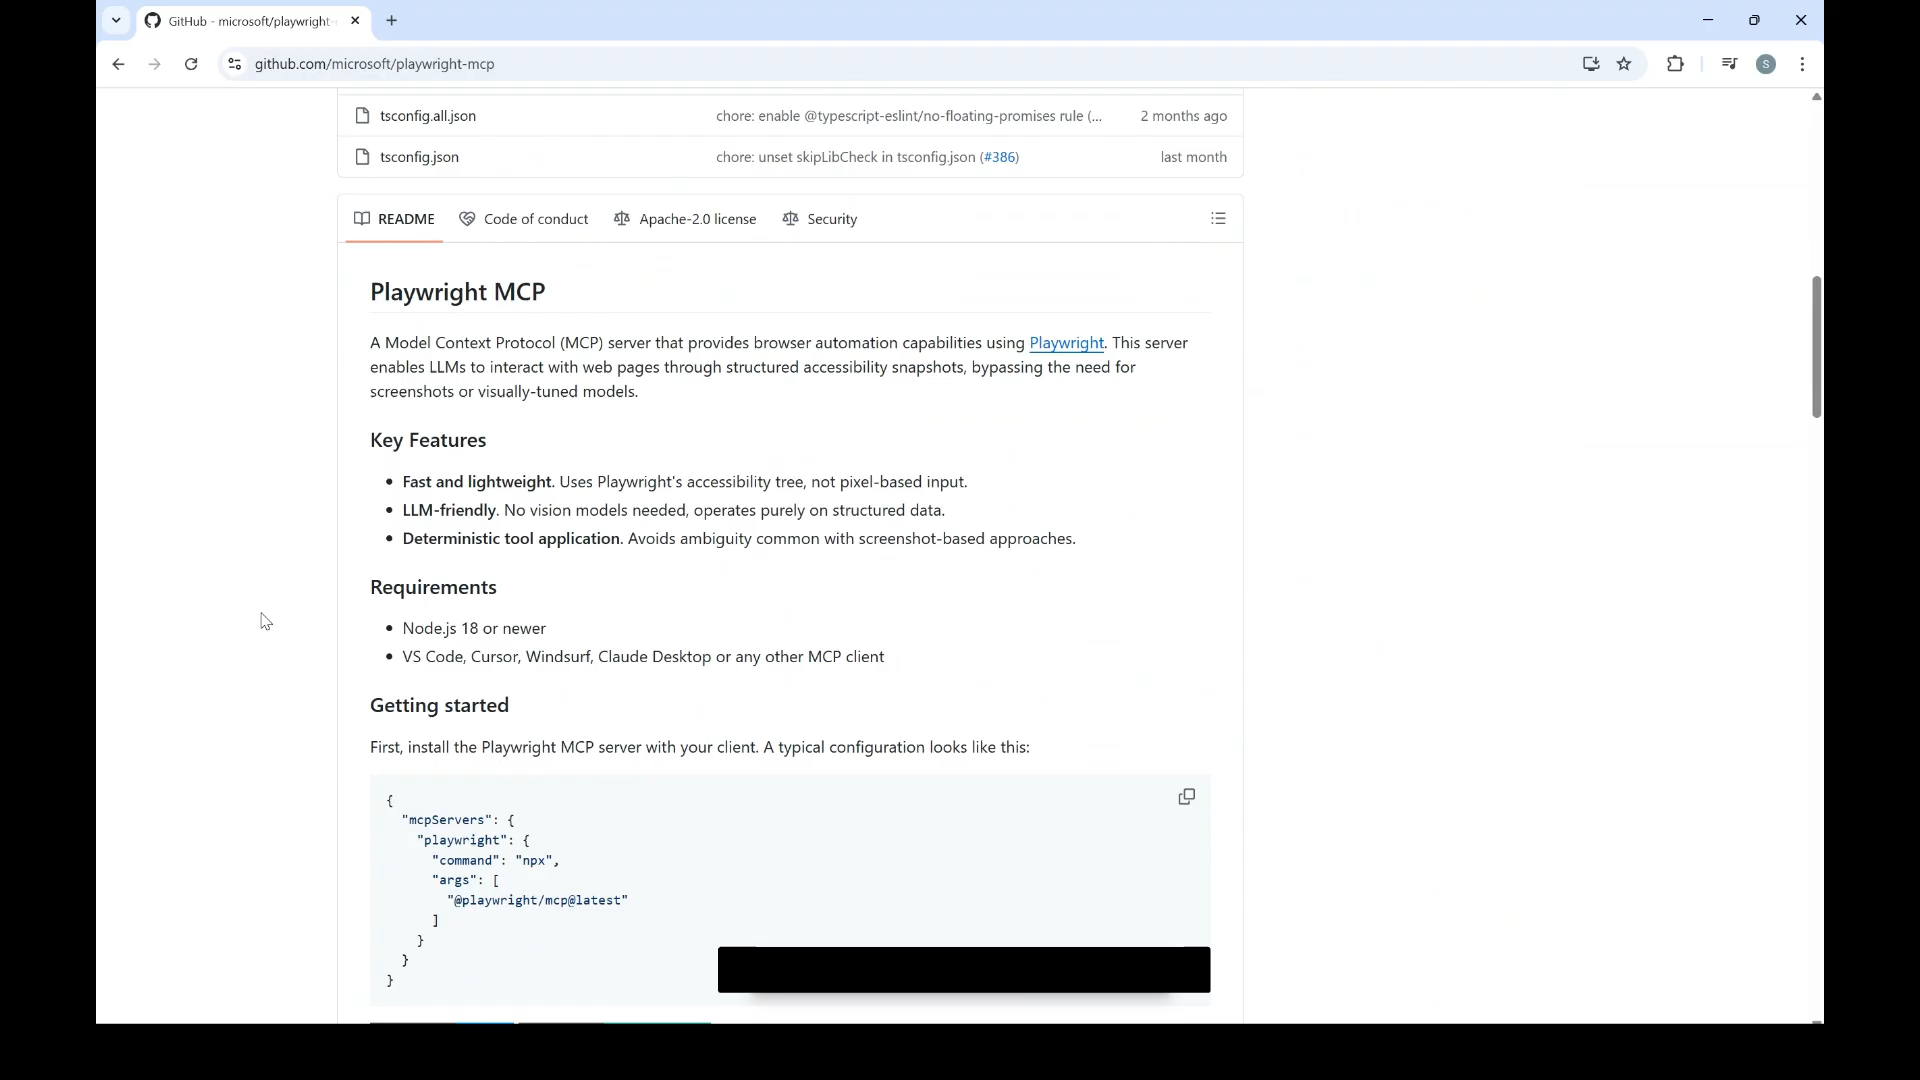 GitHub - microsoft/playwright-
github.com/microsoft/playwright-mcp
S
tsconfig.all.json chore: enable @typescript-eslint/no-floating-promises rule (... 2 months ago
tsconfig.json chore: unset skipLibCheck in tsconfig.json (#386) last month
README Code of conduct Apache-2.0 license Security
Playwright MCP
A Model Context Protocol (MCP) server that provides browser automation capabilities using Playwright. This server
enables LLMs to interact with web pages through structured accessibility snapshots, bypassing the need for
screenshots or visually-tuned models.
Key Features
• Fast and lightweight. Uses Playwright's accessibility tree, not pixel-based input.
• LLM-friendly. No vision models needed, operates purely on structured data.
• Deterministic tool application. Avoids ambiguity common with screenshot-based approaches.
Requirements
• Node.js 18 or newer
• VS Code, Cursor, Windsurf, Claude Desktop or any other MCP client
Getting started
First, install the Playwright MCP server with your client. A typical configuration looks like this:
{
"mcpServers": {
"playwright": {
"command": "npx",
"args": [
"@playwright/mcp@latest"
]
}
}
}